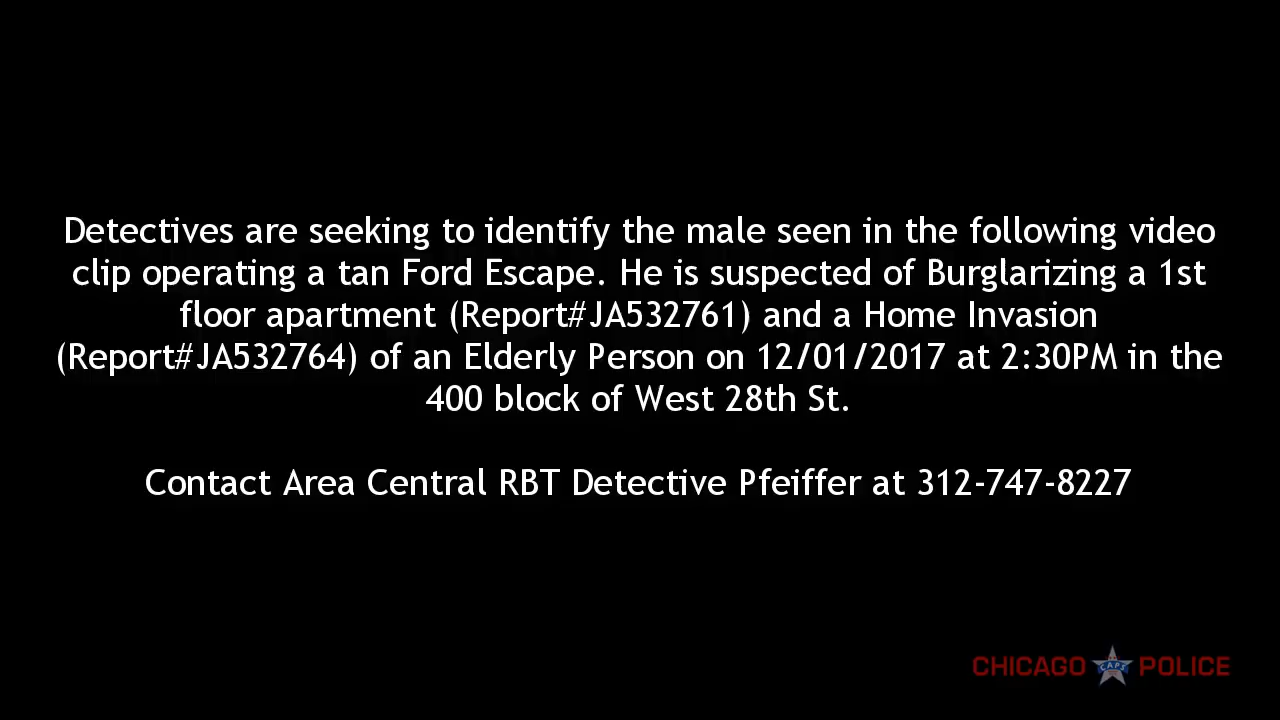 Detectives are seeking to identify the male seen in the following video
clip operating a tan Ford Escape. He is suspected of Burglarizing a 1st
floor apartment (Report#JA532761) and a Home Invasion
(Report#JA532764) of an Elderly Person on 12/01/2017 at 2:30PM in the
400 block of West 28th St.
Contact Area Central RBT Detective Pfeiffer at 312-747-8227
CHICAGO CAPS POLICE